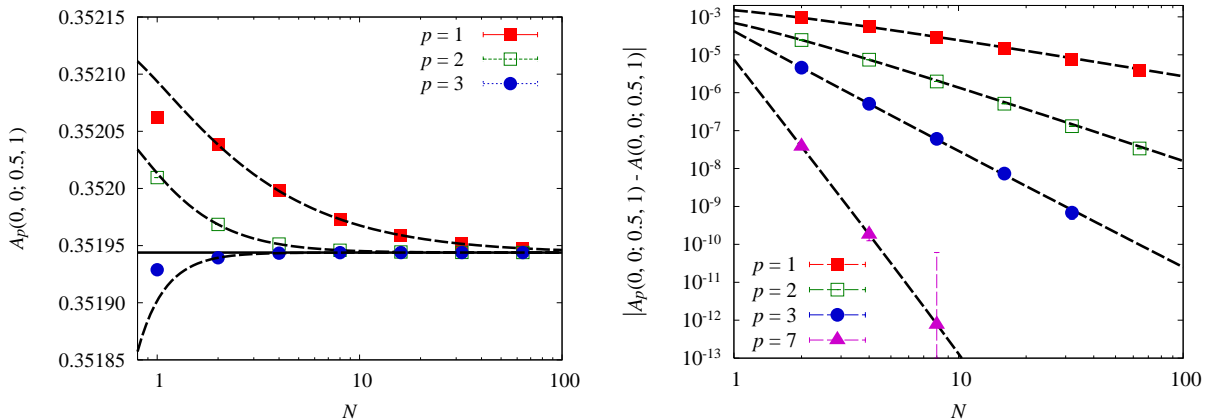 0.35215
0.35210
0.35205
0.3520
0.35195
0.35190
0.35185
A_p(0, 0; 0.5, 1)
p = 1
p = 2
p = 3
1
10
100
N
10^-3
10^-4
10^-5
10^-6
10^-7
10^-8
10^-9
10^-10
10^-11
10^-12
10^-13
|A_p(0, 0; 0.5, 1) - A(0, 0; 0.5, 1)|
p = 1
p = 2
p = 3
p = 7
1
10
100
N